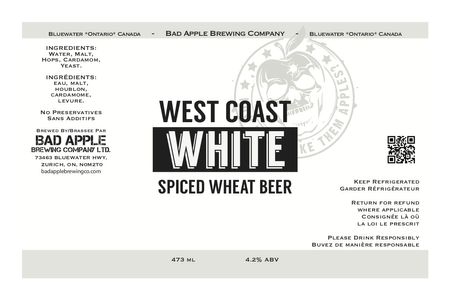 Bluewater *Ontario* Canada - Bad Apple Brewing Company - Bluewater *Ontario* Canada
Ingredients:
Water, Malt,
Hops, Cardamom,
Yeast.
Ingrédients:
eau, malt,
houblon,
cardamome,
levure.
No Preservatives
Sans Additifs
Brewed By/Brassée Par
BAD APPLE
BREWING COMPANY LTD.
73463 Bluewater Hwy,
Zurich, ON, N0M2T0
badapplebrewingco.com
WEST COAST
WHITE
SPICED WHEAT BEER
KE THEM APPLES!
Keep Refrigerated
Garder Réfrigérateur
Return for refund
where applicable
Consignée là où
la loi le prescrit
Please Drink Responsibly
Buvez de manière responsable
473 ml 4.2% ABV